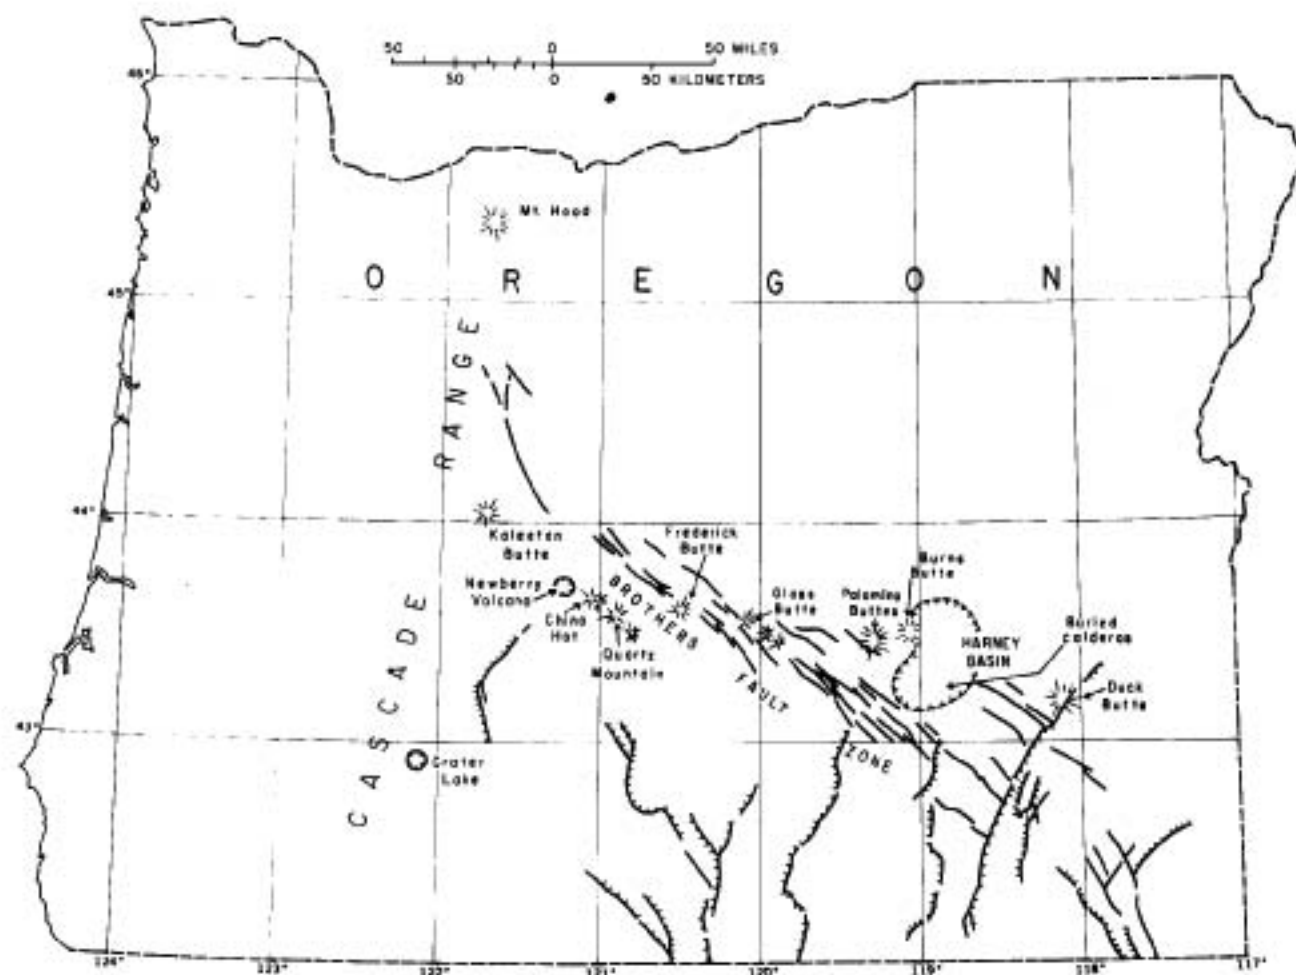 50 0 50 MILES
50 0 50 KILOMETERS
46°
Mt Hood
OREGON
45°
CASCADE RANGE
44°
Kaleetan
Butte
Frederick
Butte
Burns
Butte
Newberry
Volcano
China
Hat
Quartz
Mountain
BROTHERS FAULT ZONE
Glass
Butte
Palomino
Buttes
HARNEY
BASIN
Buried
calderas
Duck
Butte
43°
Crater
Lake
124° 123° 122° 121° 120° 119° 118° 117°